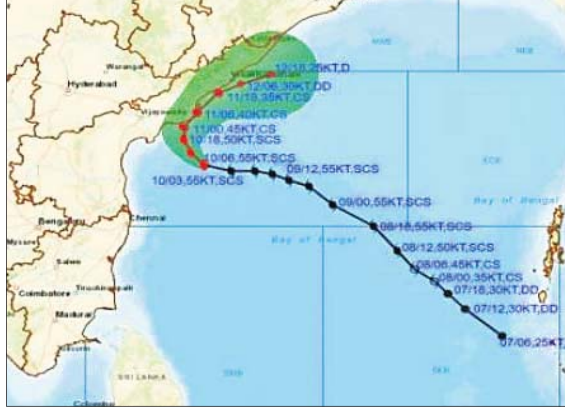 Warangal
Hyderabad
Vijayawada
12/18,25KT,D
12/06,30KT,DD
11/18,35KT,CS
11/06,40KT,CS
11/00,45KT,CS
10/18,50KT,SCS
10/06,55KT,SCS
10/03,55KT,SCS
09/12,55KT,SCS
09/00,55KT,SCS
08/18,55KT,SCS
08/12,50KT,SCS
08/06,45KT,CS
08/00,35KT,CS
07/18,30KT,DD
07/12,30KT,DD
07/06,25KT,
Bay of Bengal
Bay of Bengal
Bengaluru
Chennai
Mysore
Salem
Coimbatore
Tiruchirappalli
Madurai
SRI LANKA
Colombo